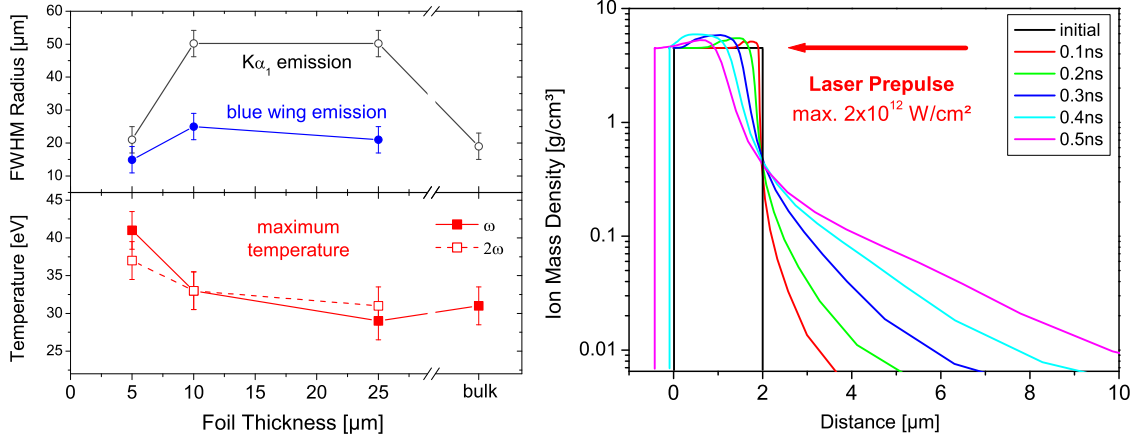 60
50
40
30
20
10
FWHM Radius [µm]
Kα₁ emission
blue wing emission
45
40
35
30
25
Temperature [eV]
maximum
temperature
ω
2ω
0
5
10
15
20
25
bulk
Foil Thickness [µm]
10
1
0.1
0.01
Ion Mass Density [g/cm³]
Laser Prepulse
max. 2x10¹² W/cm²
initial
0.1ns
0.2ns
0.3ns
0.4ns
0.5ns
0
2
4
6
8
10
Distance [µm]